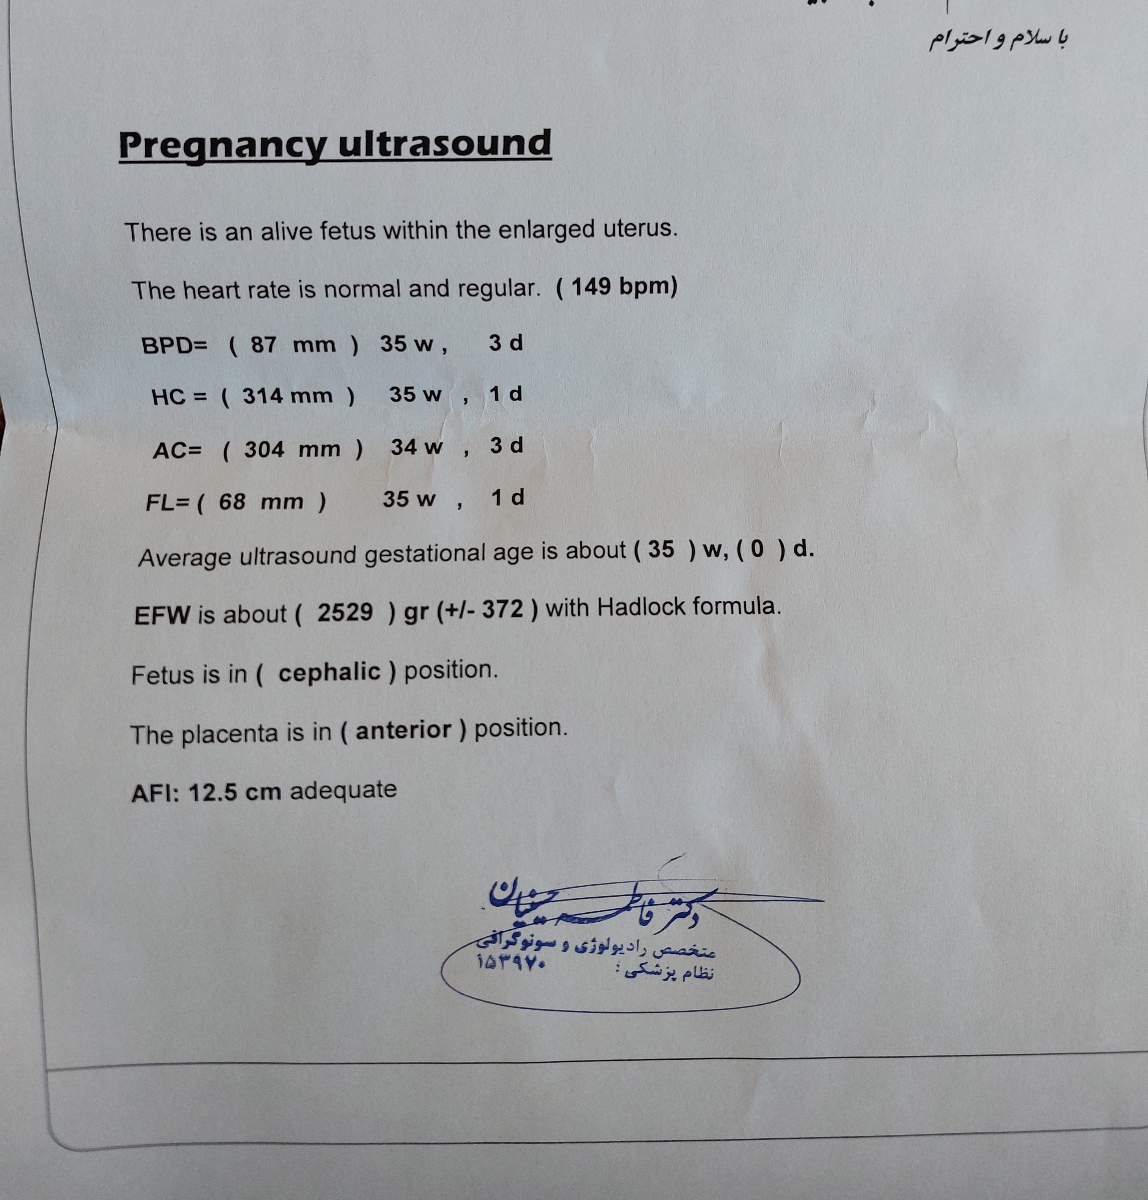 با سلام و احترام
Pregnancy ultrasound
There is an alive fetus within the enlarged uterus.
The heart rate is normal and regular. ( 149 bpm)
BPD= ( 87 mm ) 35 w , 3 d
HC = ( 314 mm ) 35 w , 1 d
AC= ( 304 mm ) 34 w , 3 d
FL= ( 68 mm ) 35 w , 1 d
Average ultrasound gestational age is about ( 35 ) w, ( 0 ) d.
EFW is about ( 2529 ) gr (+/- 372 ) with Hadlock formula.
Fetus is in ( cephalic ) position.
The placenta is in ( anterior ) position.
AFI: 12.5 cm adequate
دکتر فاطمه
متخصص رادیولوژی و سونوگرافی
نظام پزشکی : ۱۵۳۹۷۰